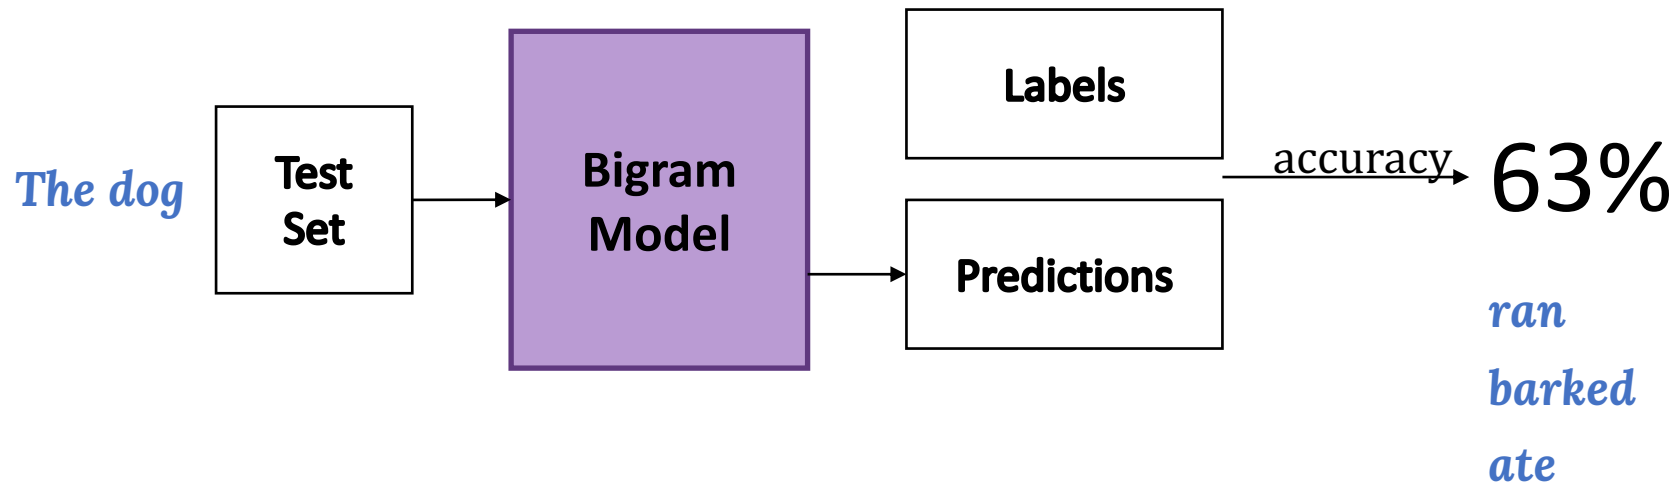 The dog
Test
Set
Bigram
Model
Labels
Predictions
accuracy
63%
ran
barked
ate